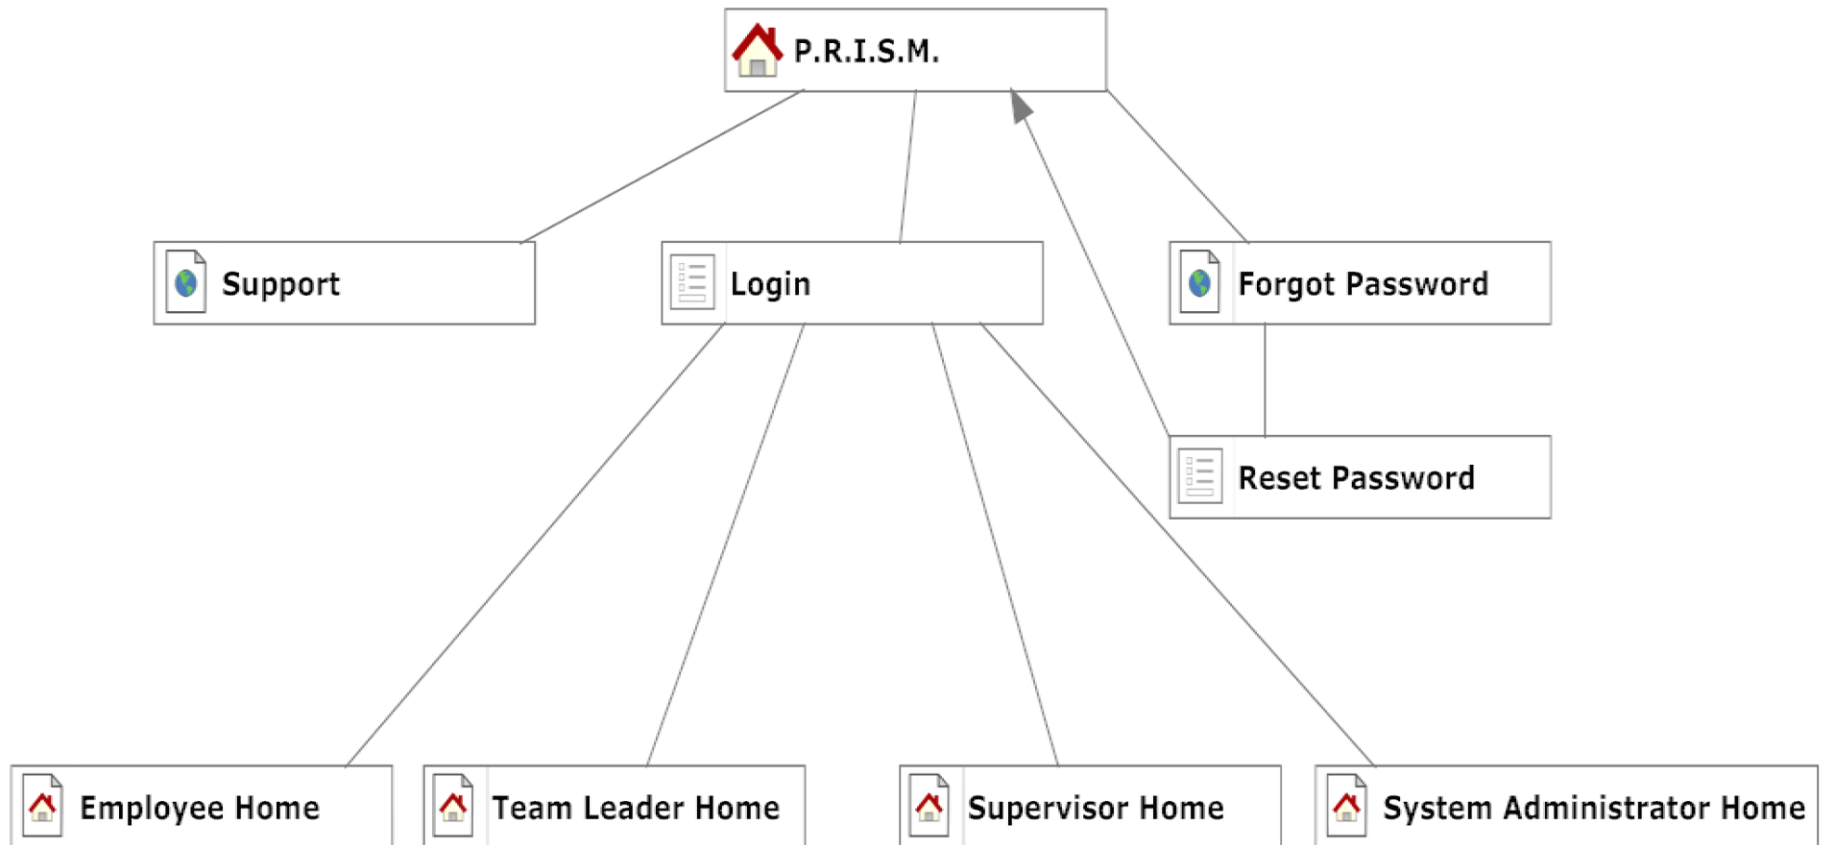 P.R.I.S.M.
Support
Login
Forgot Password
Reset Password
Employee Home
Team Leader Home
Supervisor Home
System Administrator Home